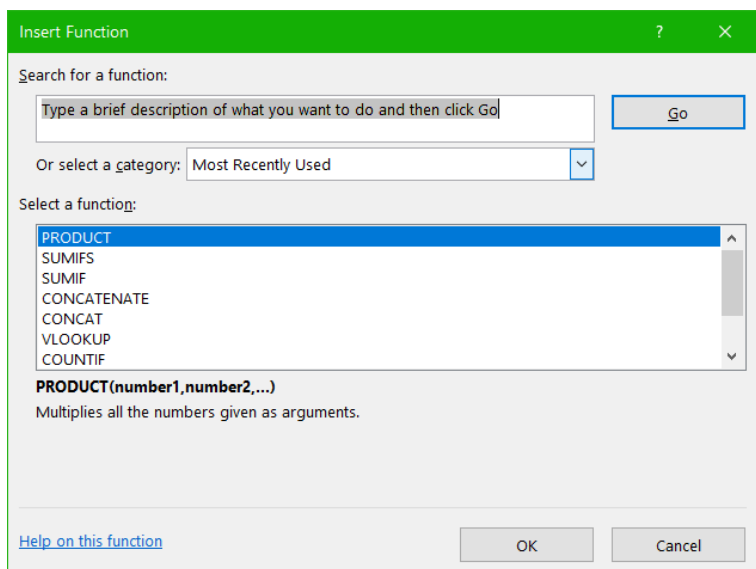 Insert Function ?
Search for a function:
Type a brief description of what you want to do and then click Go
Go
Or select a category: Most Recently Used
Select a function:
PRODUCT
SUMIFS
SUMIF
CONCATENATE
CONCAT
VLOOKUP
COUNTIF
PRODUCT(number1,number2,...)
Multiplies all the numbers given as arguments.
Help on this function
OK
Cancel